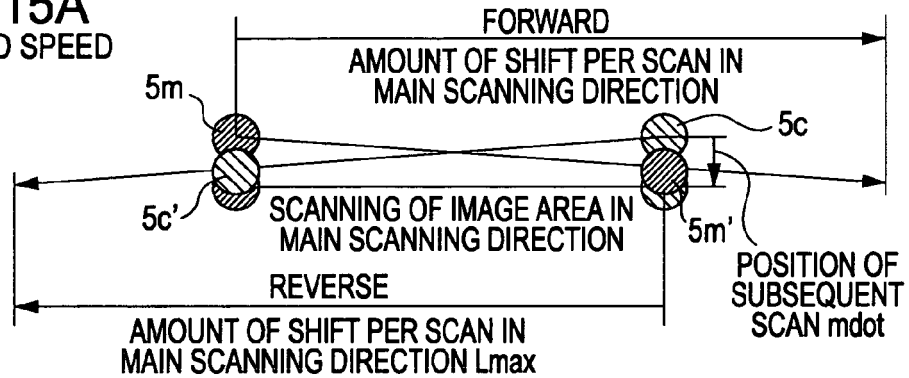 15A
SPEED
FORWARD
AMOUNT OF SHIFT PER SCAN IN
MAIN SCANNING DIRECTION
5m
5c
5c'
5m'
SCANNING OF IMAGE AREA IN
MAIN SCANNING DIRECTION
POSITION OF
SUBSEQUENT
SCAN mdot
REVERSE
AMOUNT OF SHIFT PER SCAN IN
MAIN SCANNING DIRECTION Lmax